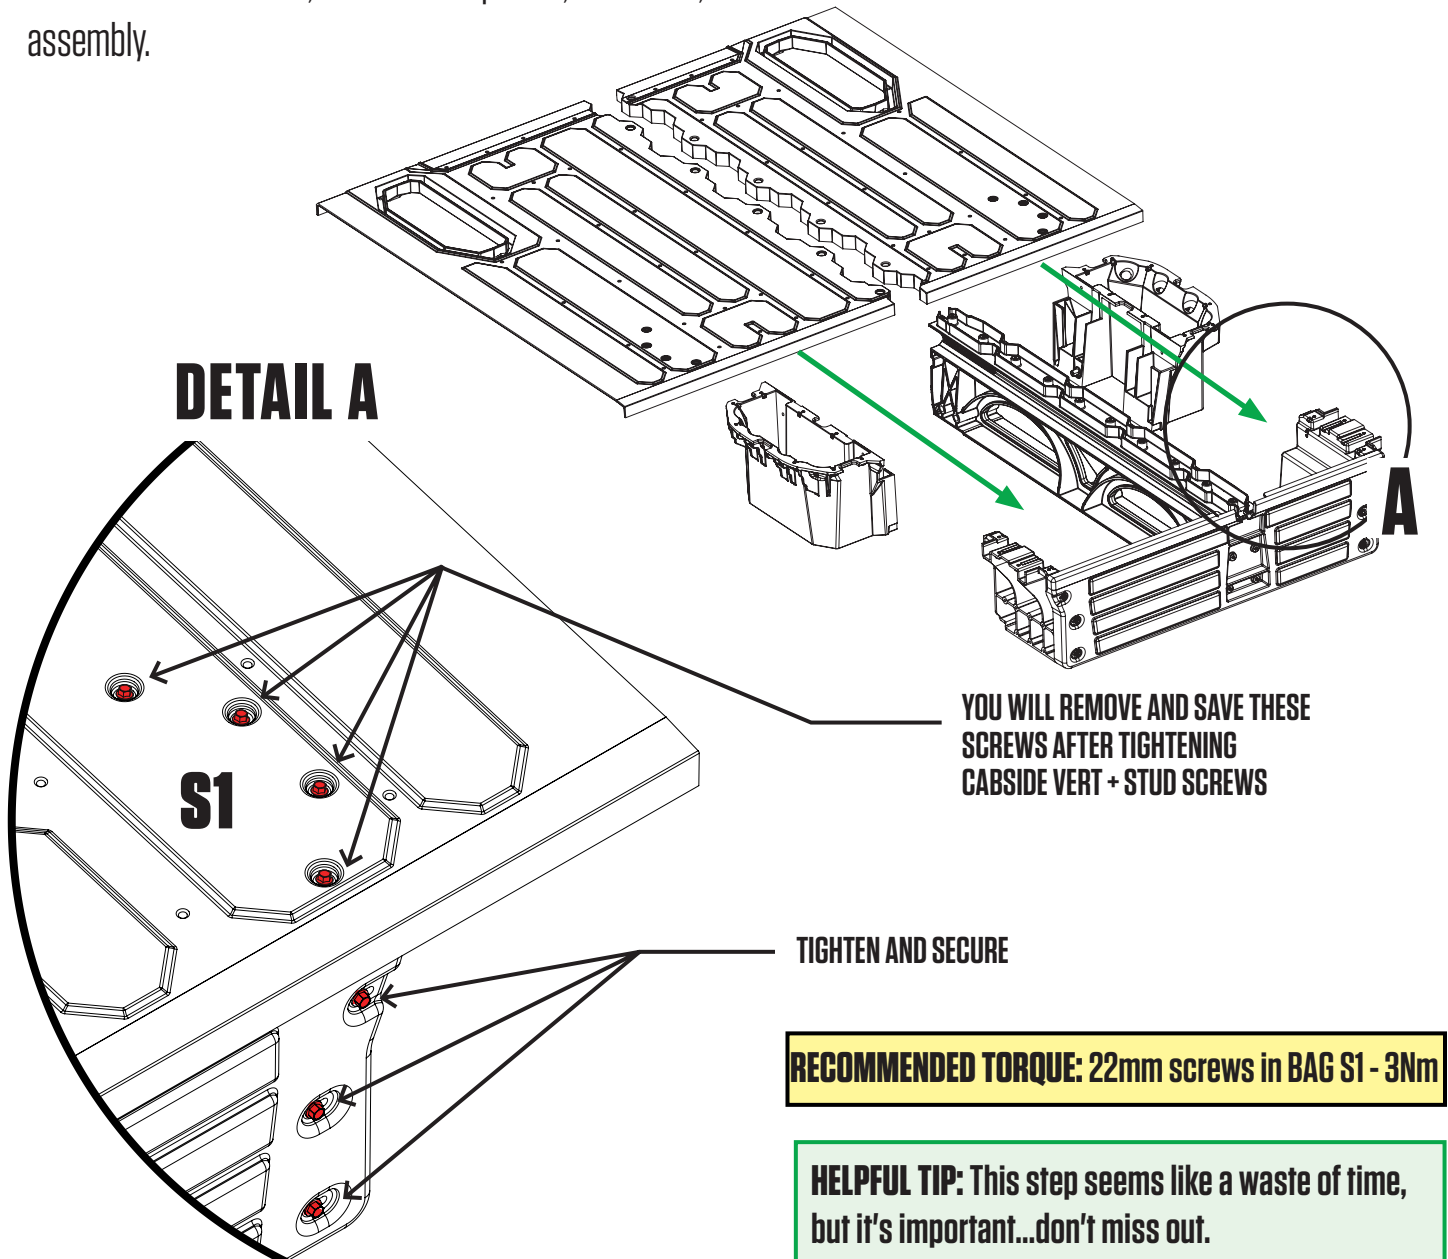 assembly.
DETAIL A
A
YOU WILL REMOVE AND SAVE THESE
SCREWS AFTER TIGHTENING
CABSIDE VERT + STUD SCREWS
S1
TIGHTEN AND SECURE
RECOMMENDED TORQUE: 22mm screws in BAG S1 - 3Nm
HELPFUL TIP: This step seems like a waste of time,
but it's important...don't miss out.